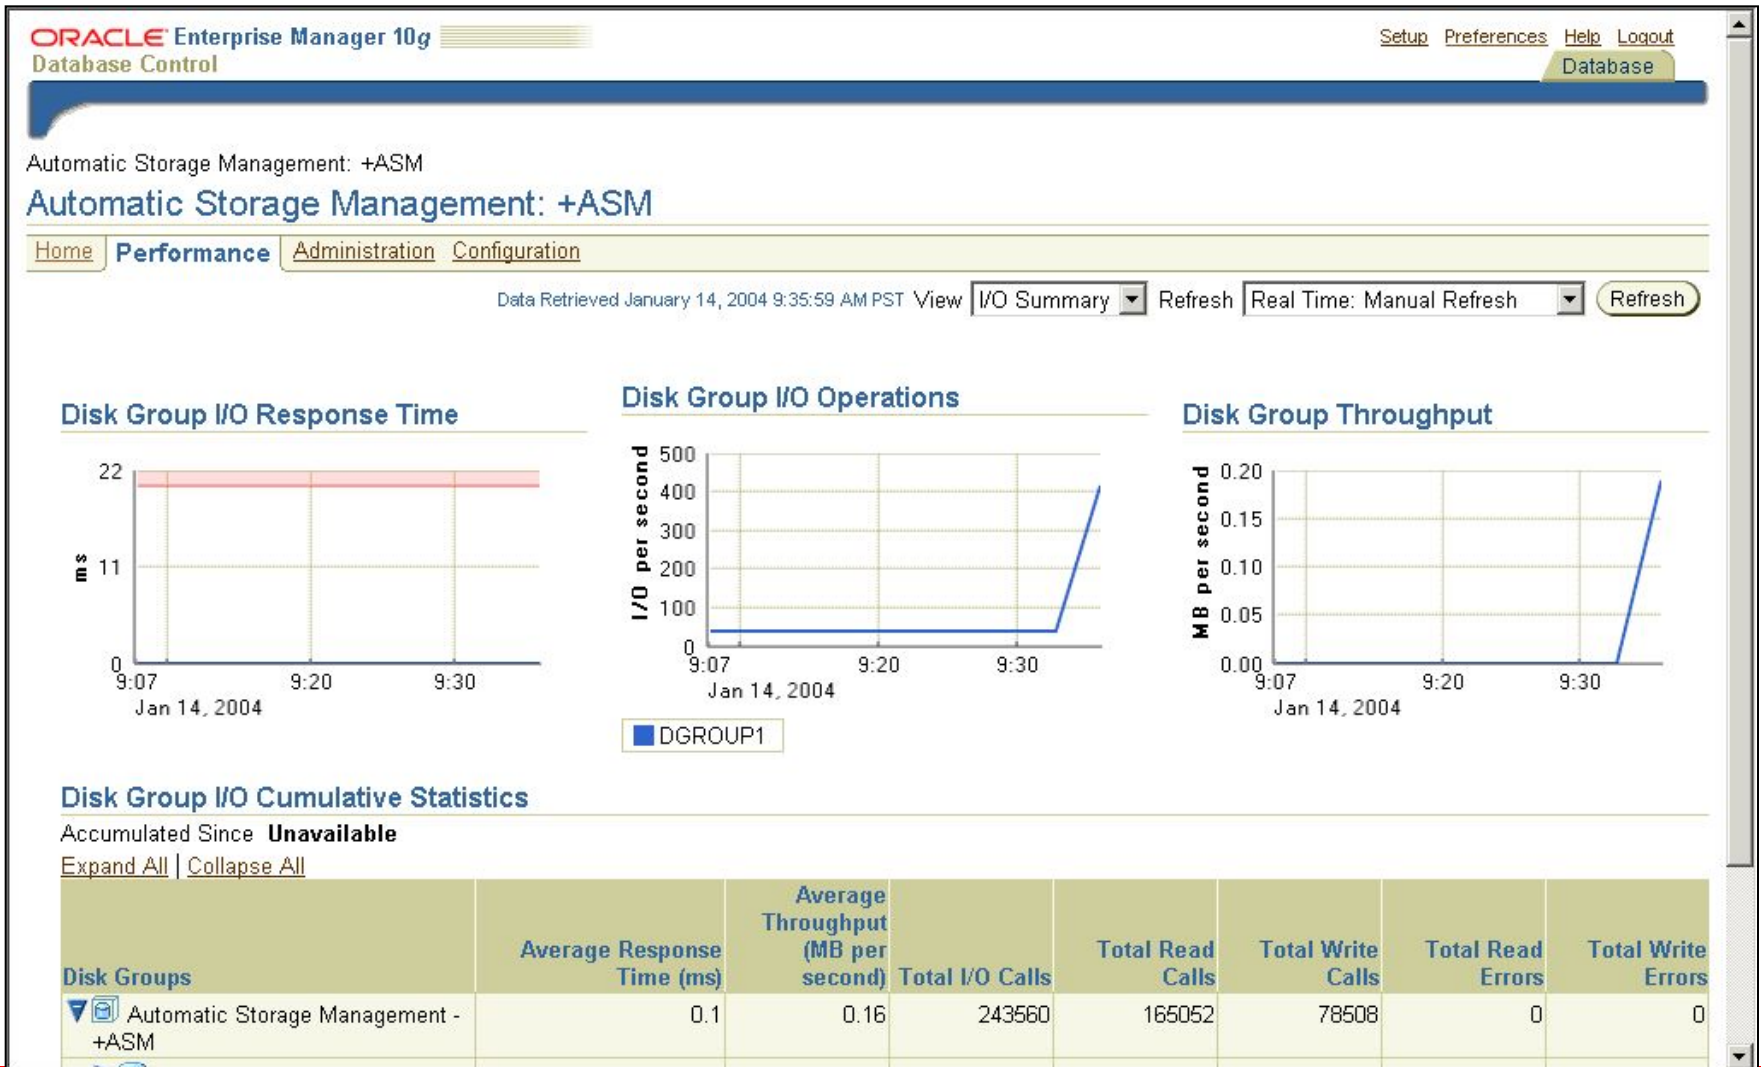 ORACLE Enterprise Manager 10g
Database Control
Setup Preferences Help Logout
Database
Automatic Storage Management: +ASM
Automatic Storage Management: +ASM
Home Performance Administration Configuration
Data Retrieved January 14, 2004 9:35:59 AM PST View I/O Summary Refresh Real Time: Manual Refresh Refresh
Disk Group I/O Response Time
22
11
0
ms
9:07 9:20 9:30
Jan 14, 2004
Disk Group I/O Operations
500
400
300
200
100
0
I/O per second
9:07 9:20 9:30
Jan 14, 2004
DGROUP1
Disk Group Throughput
0.20
0.15
0.10
0.05
0.00
MB per second
9:07 9:20 9:30
Jan 14, 2004
Disk Group I/O Cumulative Statistics
Accumulated Since Unavailable
Expand All | Collapse All
Disk Groups
Average Response
Time (ms)
Average
Throughput
(MB per
second)
Total I/O Calls
Total Read
Calls
Total Write
Calls
Total Read
Errors
Total Write
Errors
Automatic Storage Management - 0.1 0.16 243560 165052 78508 0 0
+ASM